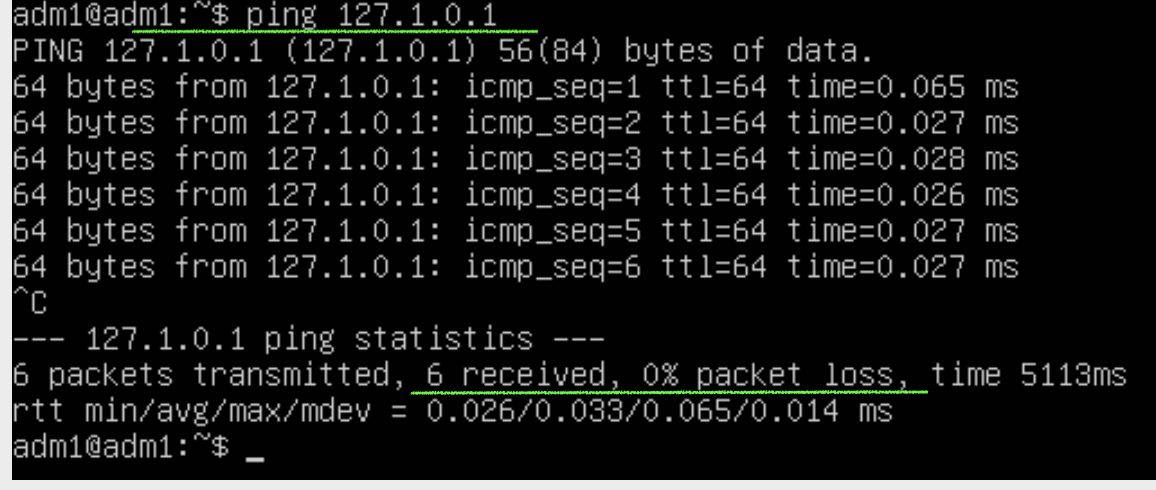 adm1@adm1:~$ ping 127.1.0.1
PING 127.1.0.1 (127.1.0.1) 56(84) bytes of data.
64 bytes from 127.1.0.1: icmp_seq=1 ttl=64 time=0.065 ms
64 bytes from 127.1.0.1: icmp_seq=2 ttl=64 time=0.027 ms
64 bytes from 127.1.0.1: icmp_seq=3 ttl=64 time=0.028 ms
64 bytes from 127.1.0.1: icmp_seq=4 ttl=64 time=0.026 ms
64 bytes from 127.1.0.1: icmp_seq=5 ttl=64 time=0.027 ms
64 bytes from 127.1.0.1: icmp_seq=6 ttl=64 time=0.027 ms
^C
--- 127.1.0.1 ping statistics ---
6 packets transmitted, 6 received, 0% packet loss, time 5113ms
rtt min/avg/max/mdev = 0.026/0.033/0.065/0.014 ms
adm1@adm1:~$ _